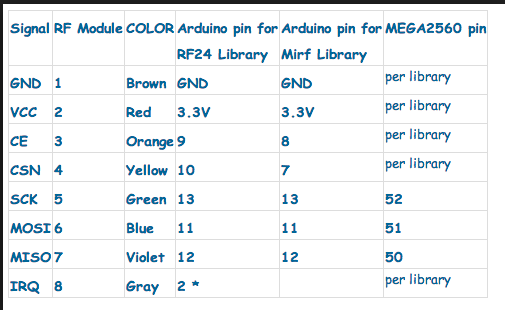 Signal RF Module COLOR Arduino pin for RF24 Library Arduino pin for Mirf Library MEGA2560 pin
GND 1 Brown GND GND per library
VCC 2 Red 3.3V 3.3V per library
CE 3 Orange 9 8 per library
CSN 4 Yellow 10 7 per library
SCK 5 Green 13 13 52
MOSI 6 Blue 11 11 51
MISO 7 Violet 12 12 50
IRQ 8 Gray 2 * per library